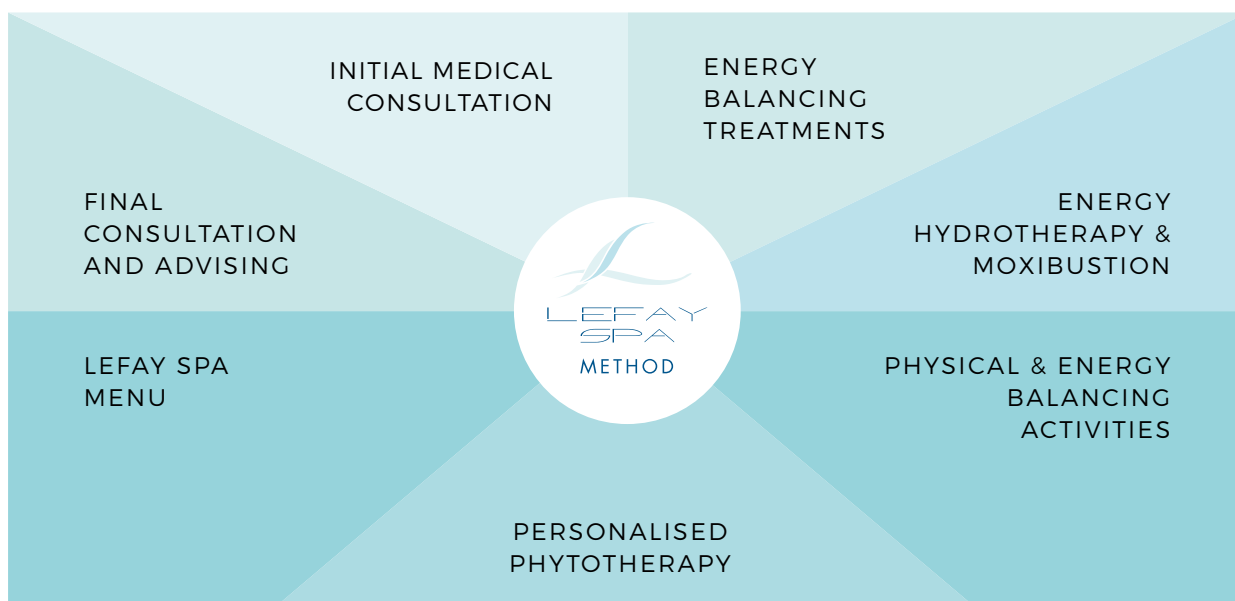 INITIAL MEDICAL
CONSULTATION
ENERGY
BALANCING
TREATMENTS
ENERGY
HYDROTHERAPY &
MOXIBUSTION
PHYSICAL & ENERGY
BALANCING
ACTIVITIES
PERSONALISED
PHYTOTHERAPY
LEFAY SPA
MENU
FINAL
CONSULTATION
AND ADVISING
LEFAY
SPA
METHOD